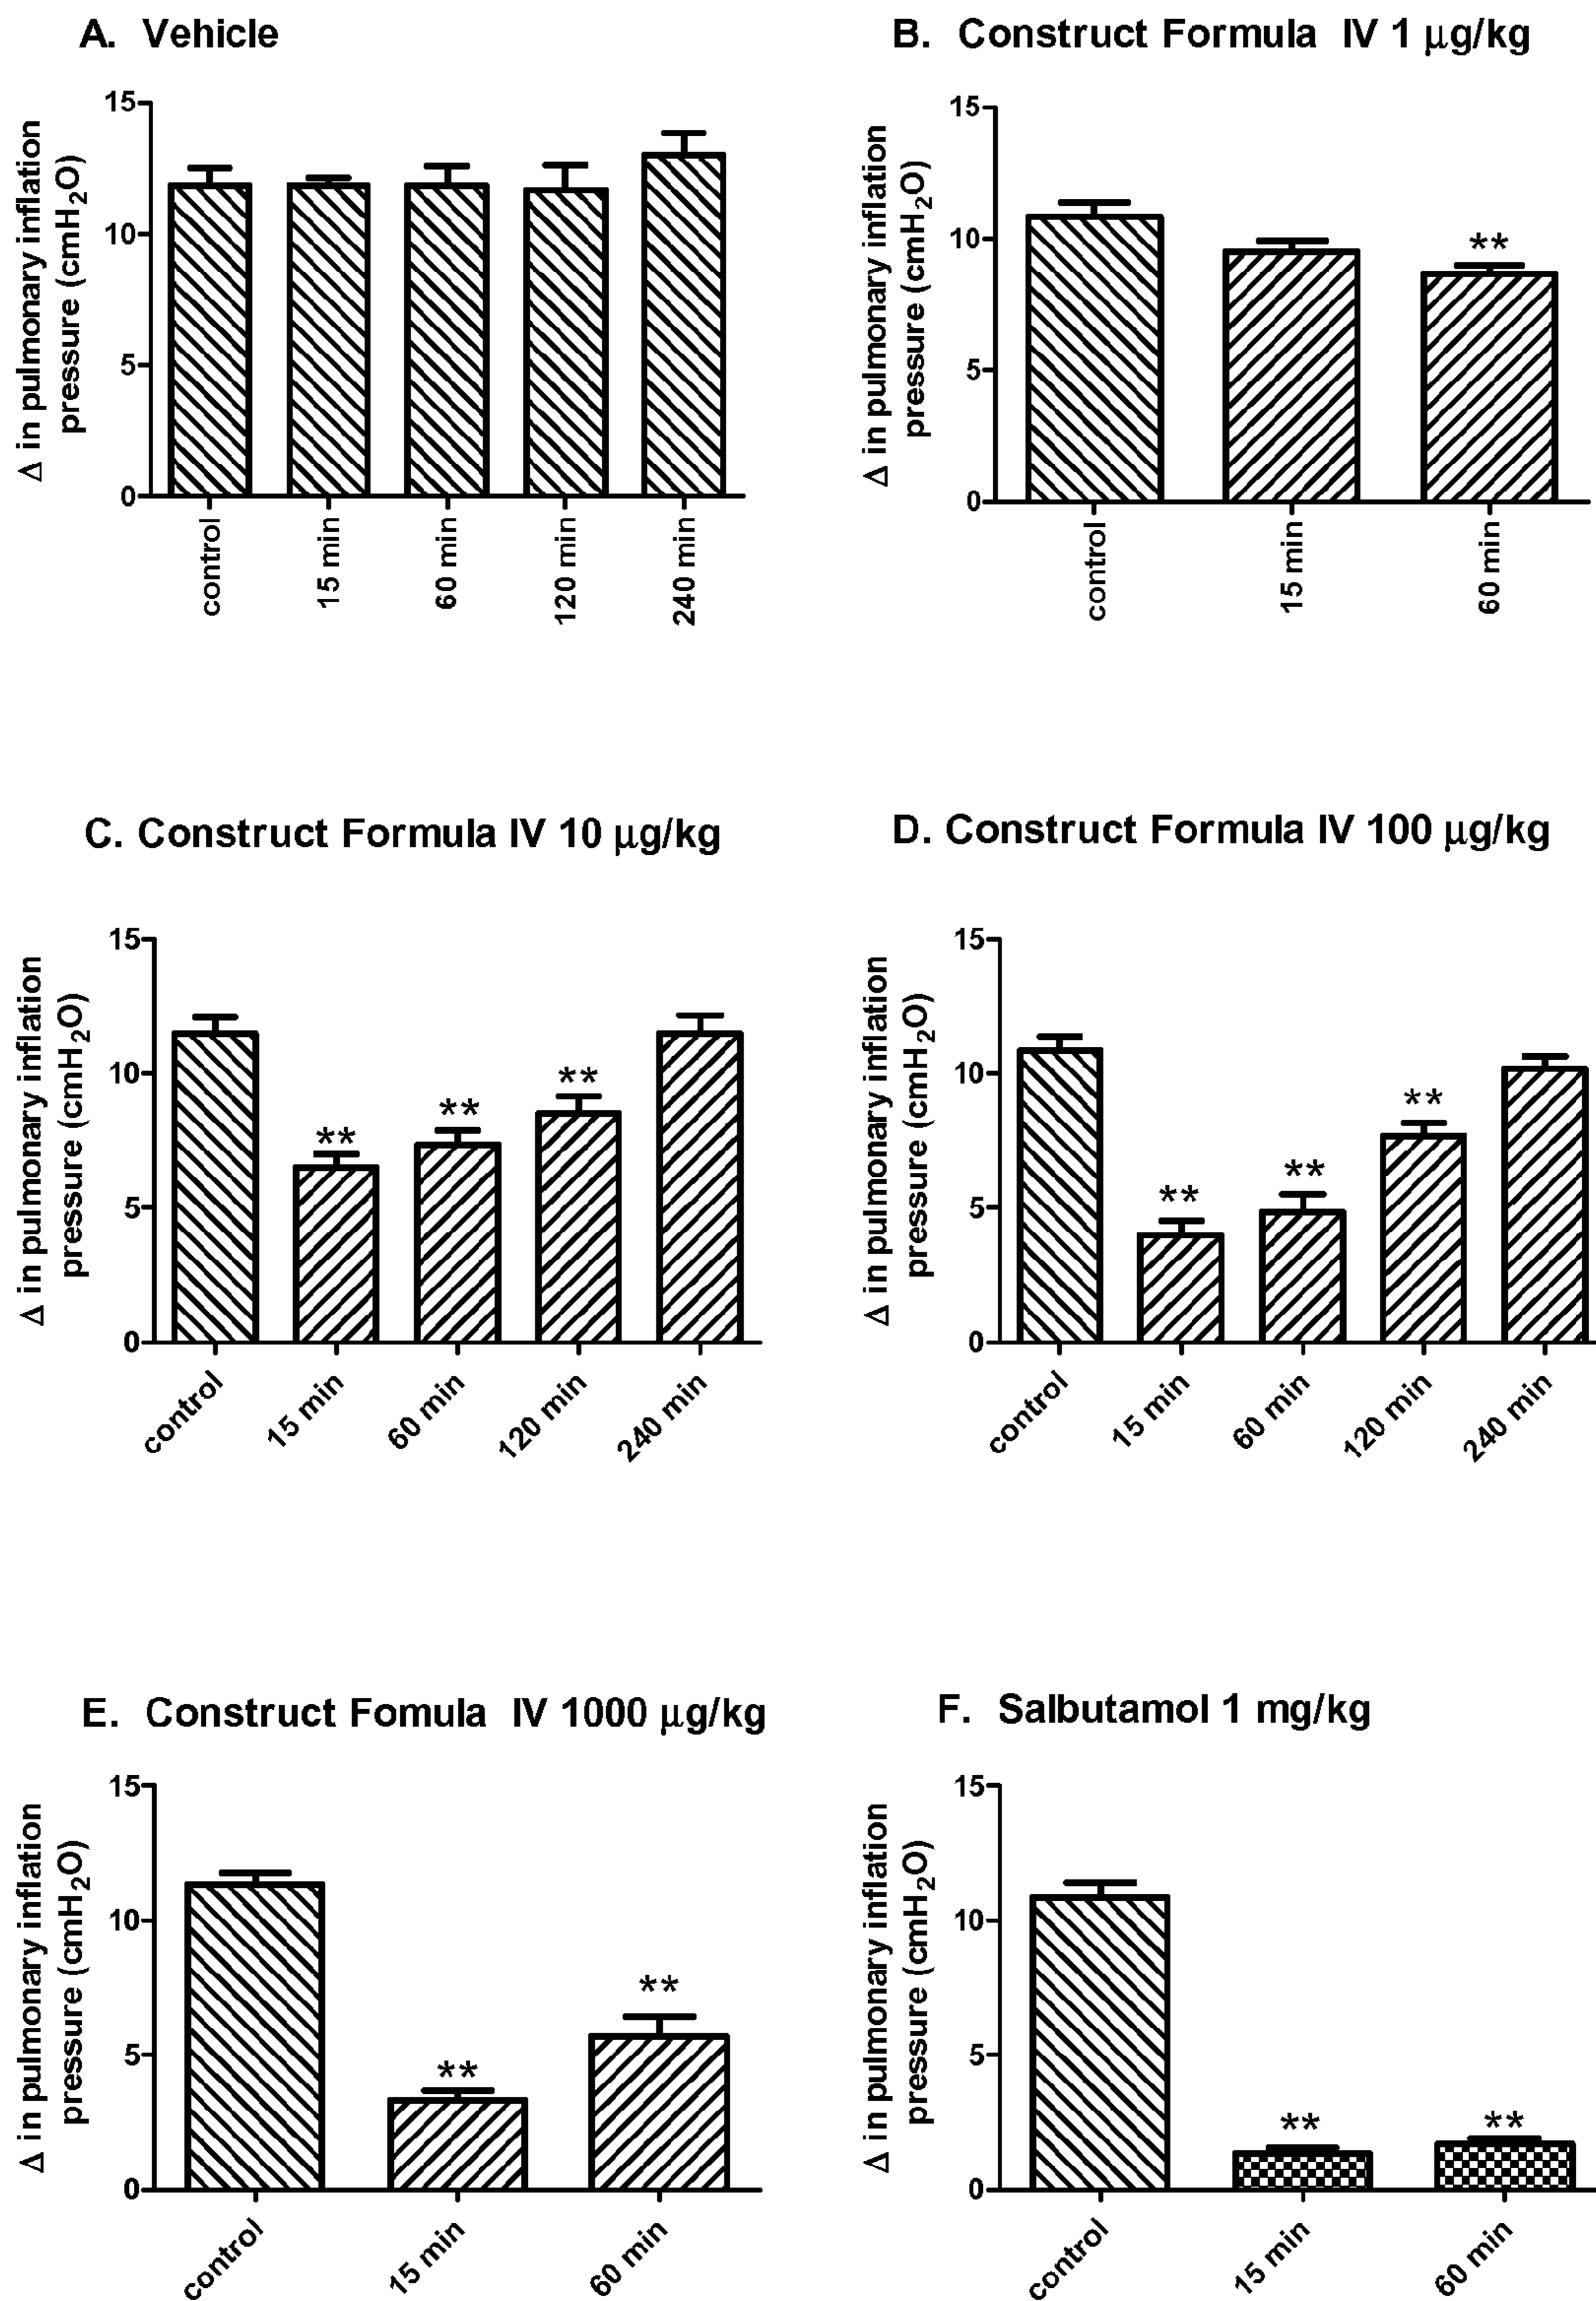 A. Vehicle
Δ in pulmonary inflation
pressure (cmH₂O)
15
10
5
0
control
15 min
60 min
120 min
240 min
B. Construct Formula IV 1 μg/kg
Δ in pulmonary inflation
pressure (cmH₂O)
15
10
5
0
**
control
15 min
60 min
C. Construct Formula IV 10 μg/kg
Δ in pulmonary inflation
pressure (cmH₂O)
15
10
5
0
**
**
**
control
15 min
60 min
120 min
240 min
D. Construct Formula IV 100 μg/kg
Δ in pulmonary inflation
pressure (cmH₂O)
15
10
5
0
**
**
**
control
15 min
60 min
120 min
240 min
E. Construct Fomula IV 1000 μg/kg
Δ in pulmonary inflation
pressure (cmH₂O)
15
10
5
0
**
**
control
15 min
60 min
F. Salbutamol 1 mg/kg
Δ in pulmonary inflation
pressure (cmH₂O)
15
10
5
0
**
**
control
15 min
60 min